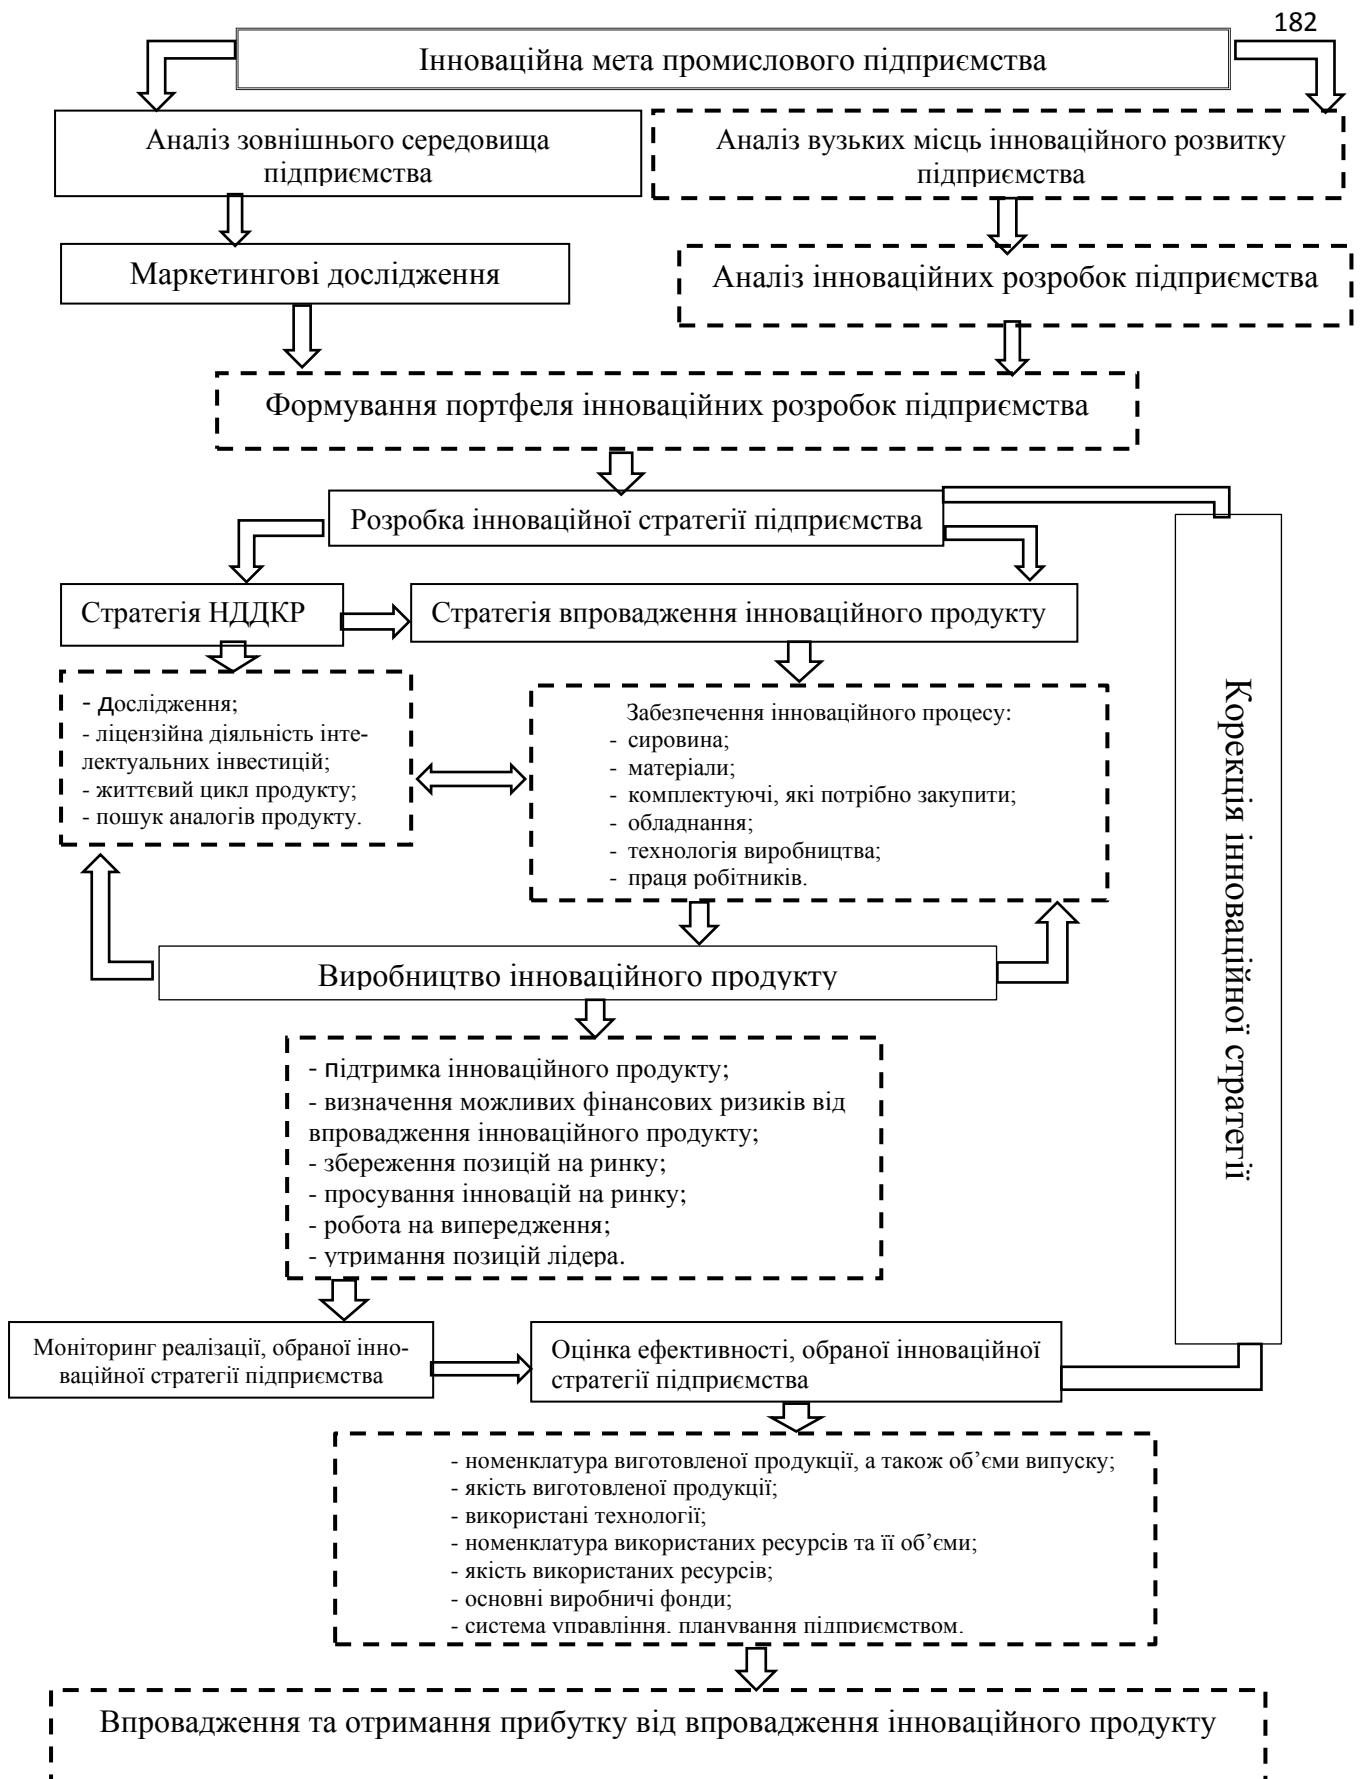 182
Інноваційна мета промислового підприємства
Аналіз зовнішнього середовища
підприємства
Аналіз вузьких місць інноваційного розвитку
підприємства
Маркетингові дослідження
Аналіз інноваційних розробок підприємства
Формування портфеля інноваційних розробок підприємства
Розробка інноваційної стратегії підприємства
Стратегія НДДКР
Стратегія впровадження інноваційного продукту
- Дослідження;
- ліцензійна діяльність інте-
лектуальних інвестицій;
- життєвий цикл продукту;
- пошук аналогів продукту.
Забезпечення інноваційного процесу:
- сировина;
- матеріали;
- комплектуючі, які потрібно закупити;
- обладнання;
- технологія виробництва;
- праця робітників.
Корекція інноваційної стратегії
Виробництво інноваційного продукту
- підтримка інноваційного продукту;
- визначення можливих фінансових ризиків від
впровадження інноваційного продукту;
- збереження позицій на ринку;
- просування інновацій на ринку;
- робота на випередження;
- утримання позицій лідера.
Моніторинг реалізації, обраної інно-
ваційної стратегії підприємства
Оцінка ефективності, обраної інноваційної
стратегії підприємства
- номенклатура виготовленої продукції, а також об’єми випуску;
- якість виготовленої продукції;
- використані технології;
- номенклатура використаних ресурсів та її об’єми;
- якість використаних ресурсів;
- основні виробничі фонди;
- система управління, планування підприємством.
Впровадження та отримання прибутку від впровадження інноваційного продукту